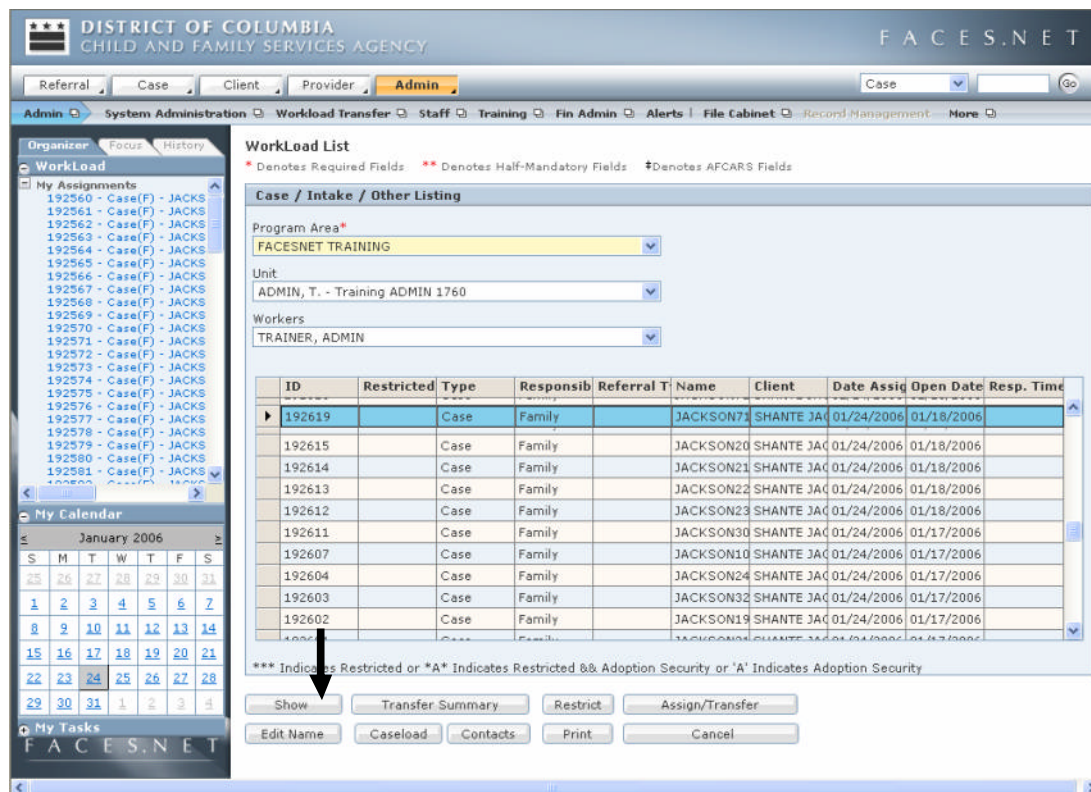 DISTRICT OF COLUMBIA
CHILD AND FAMILY SERVICES AGENCY
FACES.NET
Referral Case Client Provider Admin Case Go
Admin System Administration Workload Transfer Staff Training Fin Admin Alerts | File Cabinet Record Management More
Organizer Focus History
WorkLoad
My Assignments
192560 - Case(F) - JACKS
192561 - Case(F) - JACKS
192562 - Case(F) - JACKS
192563 - Case(F) - JACKS
192564 - Case(F) - JACKS
192565 - Case(F) - JACKS
192566 - Case(F) - JACKS
192567 - Case(F) - JACKS
192568 - Case(F) - JACKS
192569 - Case(F) - JACKS
192570 - Case(F) - JACKS
192571 - Case(F) - JACKS
192572 - Case(F) - JACKS
192573 - Case(F) - JACKS
192574 - Case(F) - JACKS
192575 - Case(F) - JACKS
192576 - Case(F) - JACKS
192577 - Case(F) - JACKS
192578 - Case(F) - JACKS
192579 - Case(F) - JACKS
192580 - Case(F) - JACKS
192581 - Case(F) - JACKS
My Calendar
≤ January 2006 ≥
S M T W T F S
25 26 27 28 29 30 31
1 2 3 4 5 6 7
8 9 10 11 12 13 14
15 16 17 18 19 20 21
22 23 24 25 26 27 28
29 30 31 1 2 3 4
My Tasks
FACES.NET
WorkLoad List
* Denotes Required Fields ** Denotes Half-Mandatory Fields ‡Denotes AFCARS Fields
Case / Intake / Other Listing
Program Area*
FACESNET TRAINING
Unit
ADMIN, T. - Training ADMIN 1760
Workers
TRAINER, ADMIN
ID Restricted Type Responsib Referral T Name Client Date Assig Open Date Resp. Time
192619 Case Family JACKSON71 SHANTE JAC 01/24/2006 01/18/2006
192615 Case Family JACKSON20 SHANTE JAC 01/24/2006 01/18/2006
192614 Case Family JACKSON21 SHANTE JAC 01/24/2006 01/18/2006
192613 Case Family JACKSON22 SHANTE JAC 01/24/2006 01/18/2006
192612 Case Family JACKSON23 SHANTE JAC 01/24/2006 01/18/2006
192611 Case Family JACKSON30 SHANTE JAC 01/24/2006 01/17/2006
192607 Case Family JACKSON10 SHANTE JAC 01/24/2006 01/17/2006
192604 Case Family JACKSON24 SHANTE JAC 01/24/2006 01/17/2006
192603 Case Family JACKSON32 SHANTE JAC 01/24/2006 01/17/2006
192602 Case Family JACKSON19 SHANTE JAC 01/24/2006 01/17/2006
*** Indicates Restricted or *A* Indicates Restricted && Adoption Security or 'A' Indicates Adoption Security
Show Transfer Summary Restrict Assign/Transfer
Edit Name Caseload Contacts Print Cancel